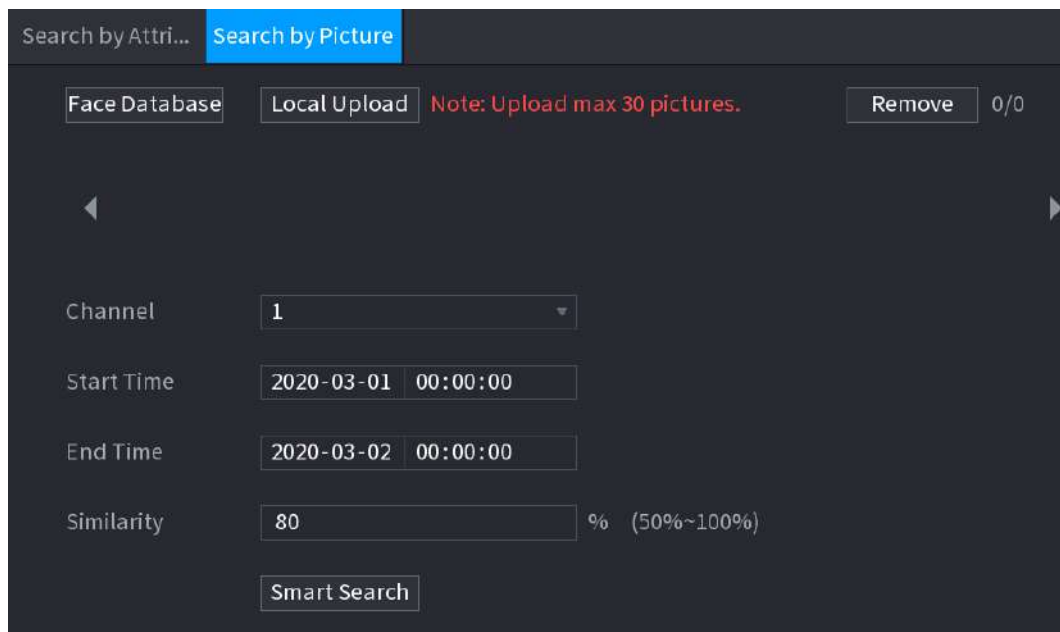 Search by Attri... Search by Picture
Face Database Local Upload Note: Upload max 30 pictures. Remove 0/0
Channel 1
Start Time 2020-03-01 00:00:00
End Time 2020-03-02 00:00:00
Similarity 80 % (50%~100%)
Smart Search